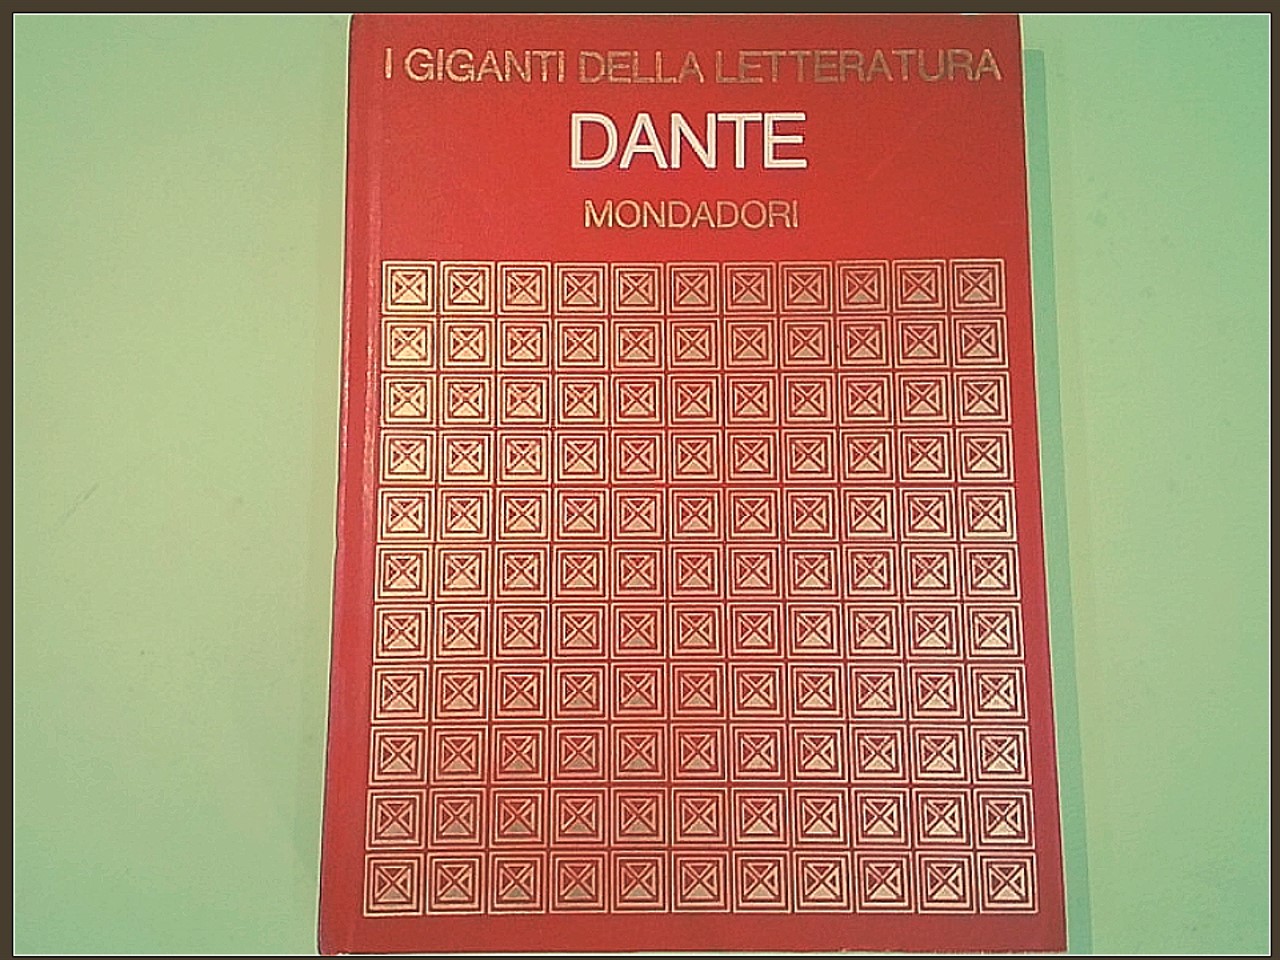 I GIGANTI DELLA LETTERATURA
DANTE
MONDADORI